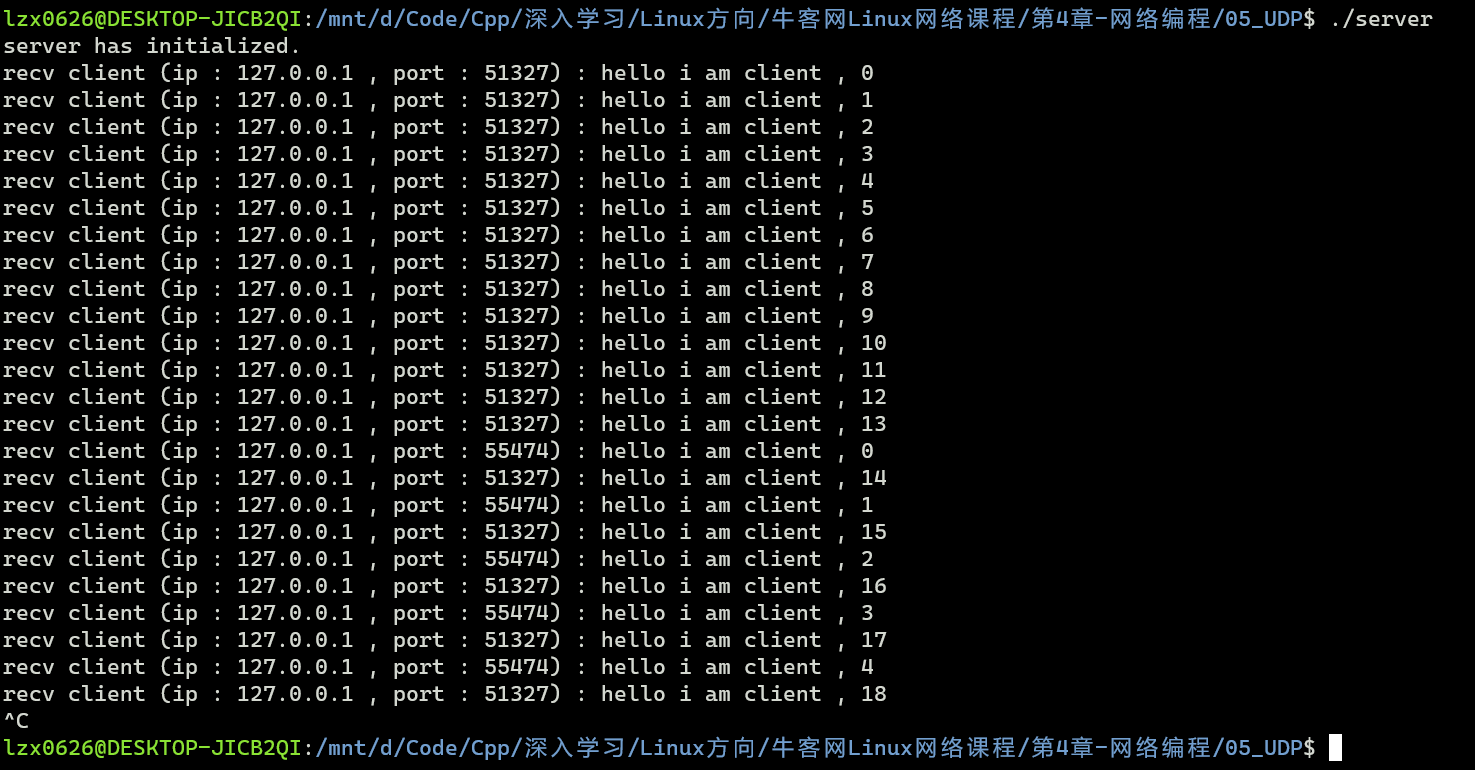 lzx0626@DESKTOP-JICB2QI:/mnt/d/Code/Cpp/深入学习/Linux方向/牛客网Linux网络课程/第4章-网络编程/05_UDP$ ./server
server has initialized.
recv client (ip : 127.0.0.1 , port : 51327) : hello i am client , 0
recv client (ip : 127.0.0.1 , port : 51327) : hello i am client , 1
recv client (ip : 127.0.0.1 , port : 51327) : hello i am client , 2
recv client (ip : 127.0.0.1 , port : 51327) : hello i am client , 3
recv client (ip : 127.0.0.1 , port : 51327) : hello i am client , 4
recv client (ip : 127.0.0.1 , port : 51327) : hello i am client , 5
recv client (ip : 127.0.0.1 , port : 51327) : hello i am client , 6
recv client (ip : 127.0.0.1 , port : 51327) : hello i am client , 7
recv client (ip : 127.0.0.1 , port : 51327) : hello i am client , 8
recv client (ip : 127.0.0.1 , port : 51327) : hello i am client , 9
recv client (ip : 127.0.0.1 , port : 51327) : hello i am client , 10
recv client (ip : 127.0.0.1 , port : 51327) : hello i am client , 11
recv client (ip : 127.0.0.1 , port : 51327) : hello i am client , 12
recv client (ip : 127.0.0.1 , port : 51327) : hello i am client , 13
recv client (ip : 127.0.0.1 , port : 55474) : hello i am client , 0
recv client (ip : 127.0.0.1 , port : 51327) : hello i am client , 14
recv client (ip : 127.0.0.1 , port : 55474) : hello i am client , 1
recv client (ip : 127.0.0.1 , port : 51327) : hello i am client , 15
recv client (ip : 127.0.0.1 , port : 55474) : hello i am client , 2
recv client (ip : 127.0.0.1 , port : 51327) : hello i am client , 16
recv client (ip : 127.0.0.1 , port : 55474) : hello i am client , 3
recv client (ip : 127.0.0.1 , port : 51327) : hello i am client , 17
recv client (ip : 127.0.0.1 , port : 55474) : hello i am client , 4
recv client (ip : 127.0.0.1 , port : 51327) : hello i am client , 18
^C
lzx0626@DESKTOP-JICB2QI:/mnt/d/Code/Cpp/深入学习/Linux方向/牛客网Linux网络课程/第4章-网络编程/05_UDP$